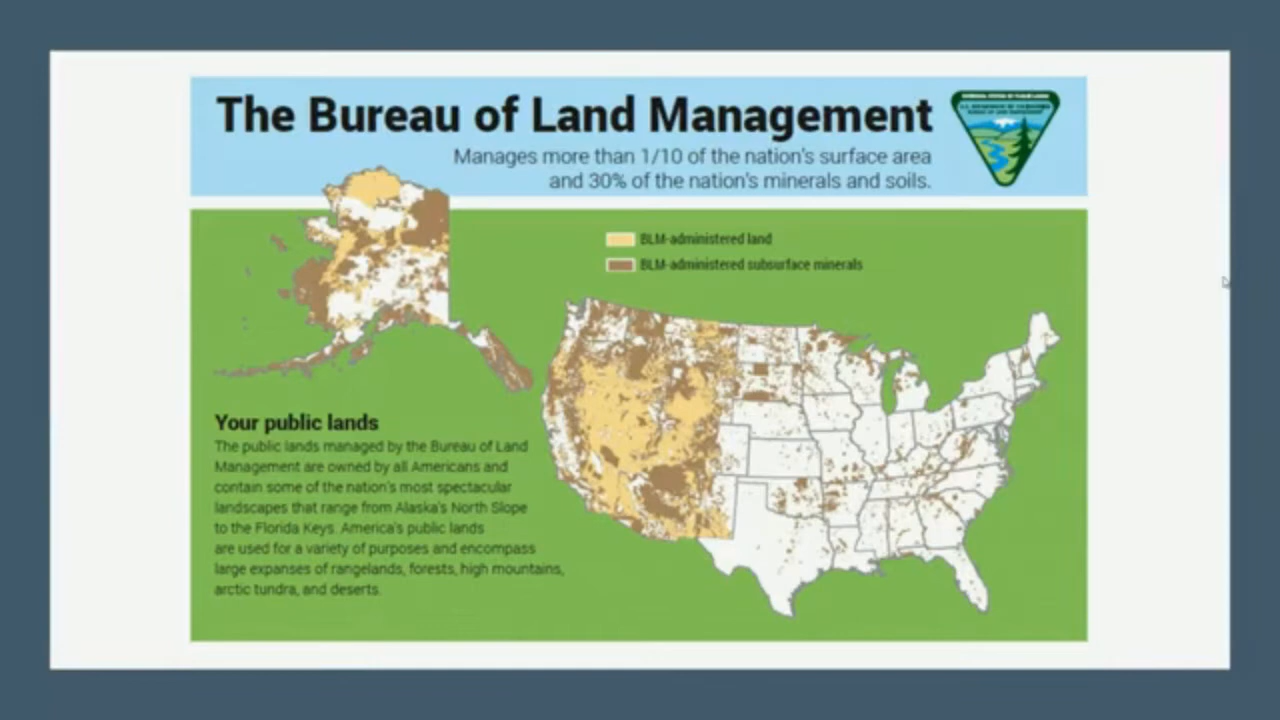 The Bureau of Land Management
Manages more than 1/10 of the nation's surface area
and 30% of the nation's minerals and soils.
BLM-administered land
BLM-administered subsurface minerals
Your public lands
The public lands managed by the Bureau of Land
Management are owned by all Americans and
contain some of the nation's most spectacular
landscapes that range from Alaska's North Slope
to the Florida Keys. America's public lands
are used for a variety of purposes and encompass
large expanses of rangelands, forests, high mountains,
arctic tundra, and deserts.